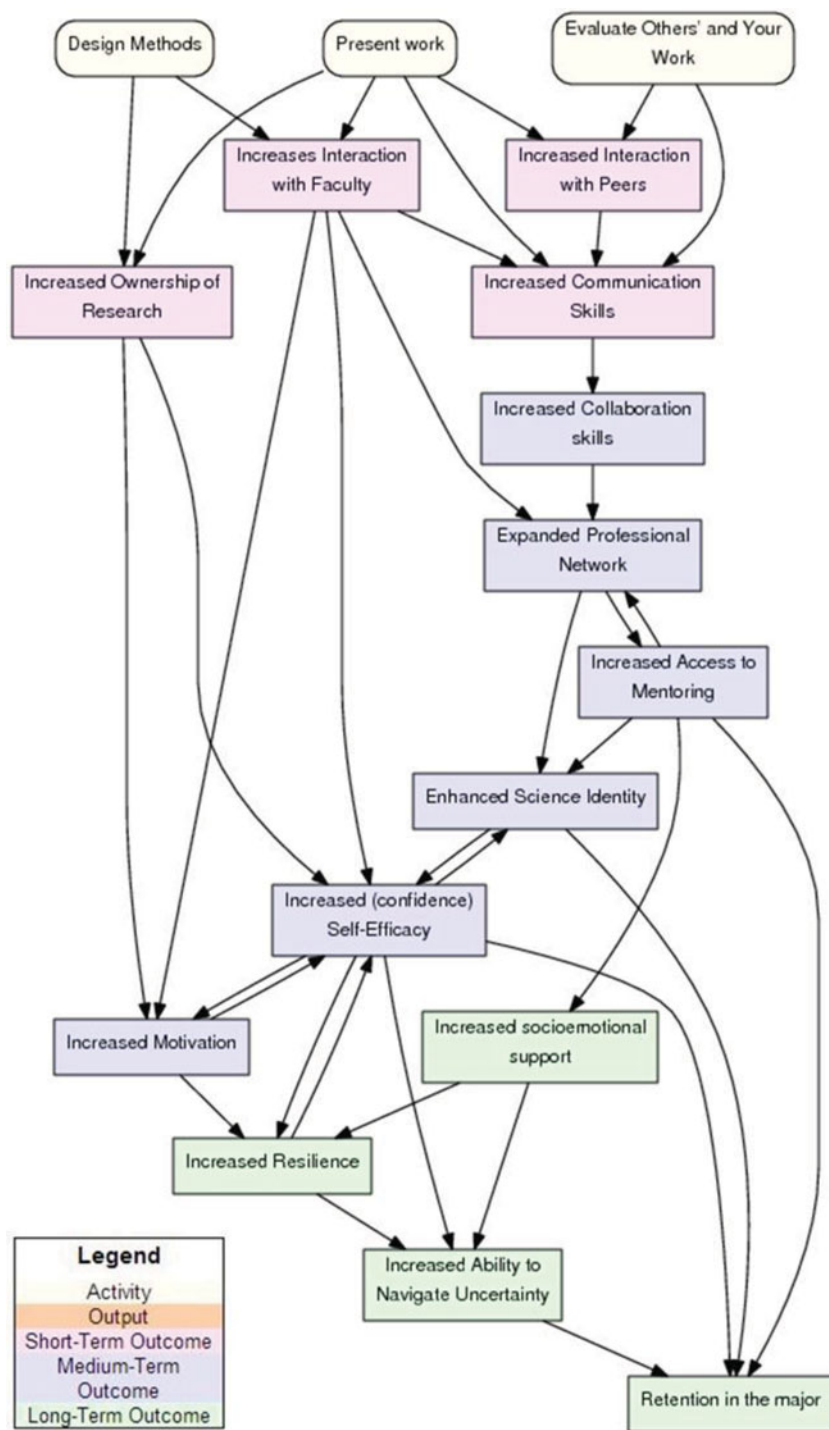 Design Methods
Present work
Evaluate Others' and Your
Work
Increases Interaction
with Faculty
Increased Interaction
with Peers
Increased Ownership of
Research
Increased Communication
Skills
Increased Collaboration
skills
Expanded Professional
Network
Increased Access to
Mentoring
Enhanced Science Identity
Increased (confidence)
Self-Efficacy
Increased Motivation
Increased socioemotional
support
Increased Resilience
Increased Ability to
Navigate Uncertainty
Retention in the major
Legend
Activity
Output
Short-Term Outcome
Medium-Term
Outcome
Long-Term Outcome